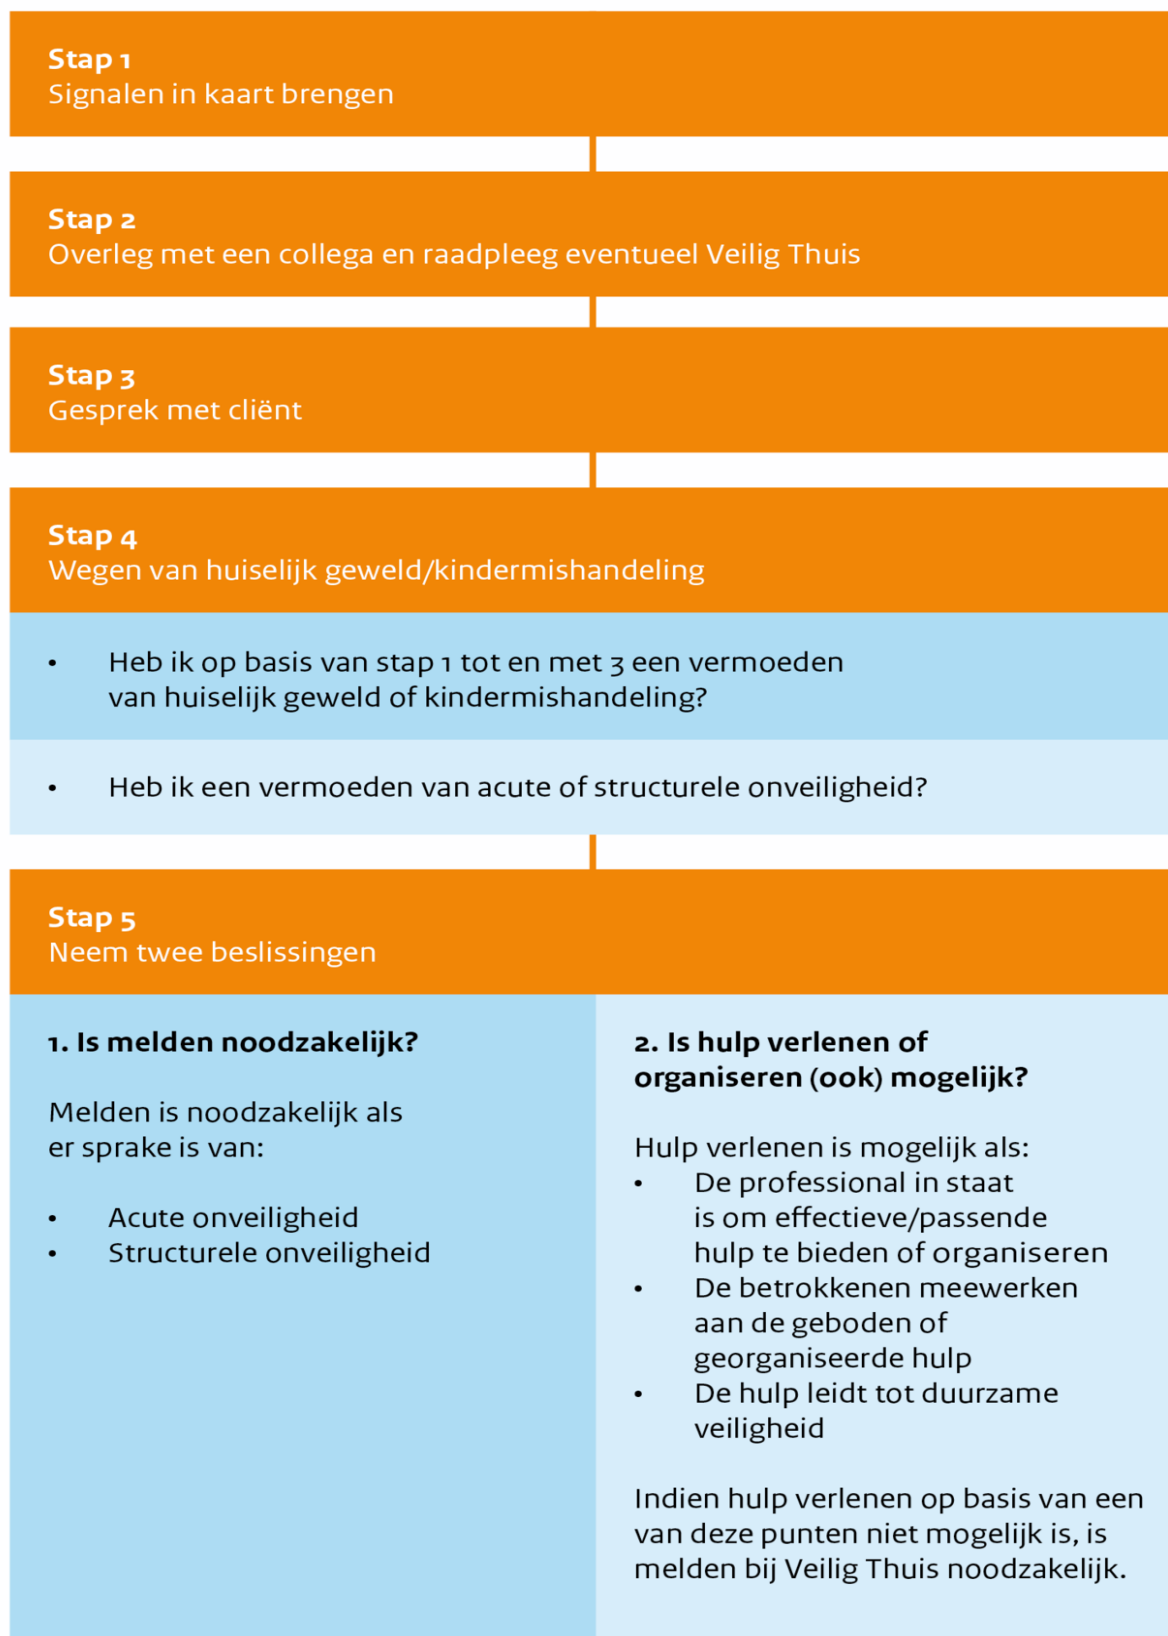 Stap 1
Signalen in kaart brengen
Stap 2
Overleg met een collega en raadpleeg eventueel Veilig Thuis
Stap 3
Gesprek met cliënt
Stap 4
Wegen van huiselijk geweld/kindermishandeling
• Heb ik op basis van stap 1 tot en met 3 een vermoeden
van huiselijk geweld of kindermishandeling?
• Heb ik een vermoeden van acute of structurele onveiligheid?
Stap 5
Neem twee beslissingen
1. Is melden noodzakelijk?
Melden is noodzakelijk als
er sprake is van:
• Acute onveiligheid
• Structurele onveiligheid
2. Is hulp verlenen of
organiseren (ook) mogelijk?
Hulp verlenen is mogelijk als:
• De professional in staat
is om effectieve/passende
hulp te bieden of organiseren
• De betrokkenen meewerken
aan de geboden of
georganiseerde hulp
• De hulp leidt tot duurzame
veiligheid
Indien hulp verlenen op basis van een
van deze punten niet mogelijk is, is
melden bij Veilig Thuis noodzakelijk.